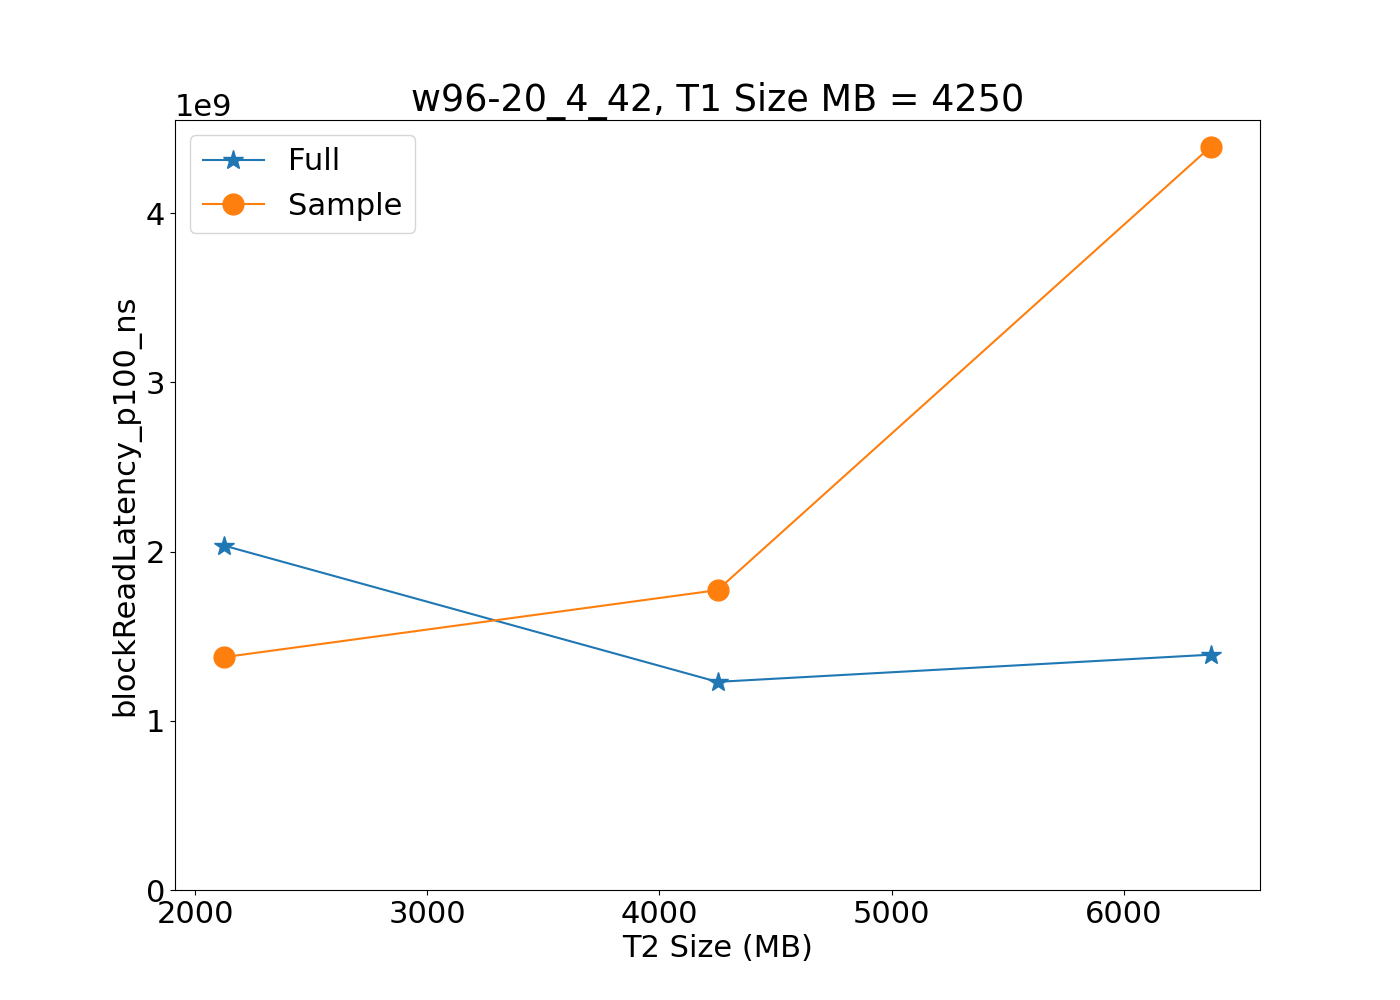 w96-20_4_42, T1 Size MB = 4250
1e9
Full
Sample
4
3
2
1
0
blockReadLatency_p100_ns
2000 3000 4000 5000 6000
T2 Size (MB)